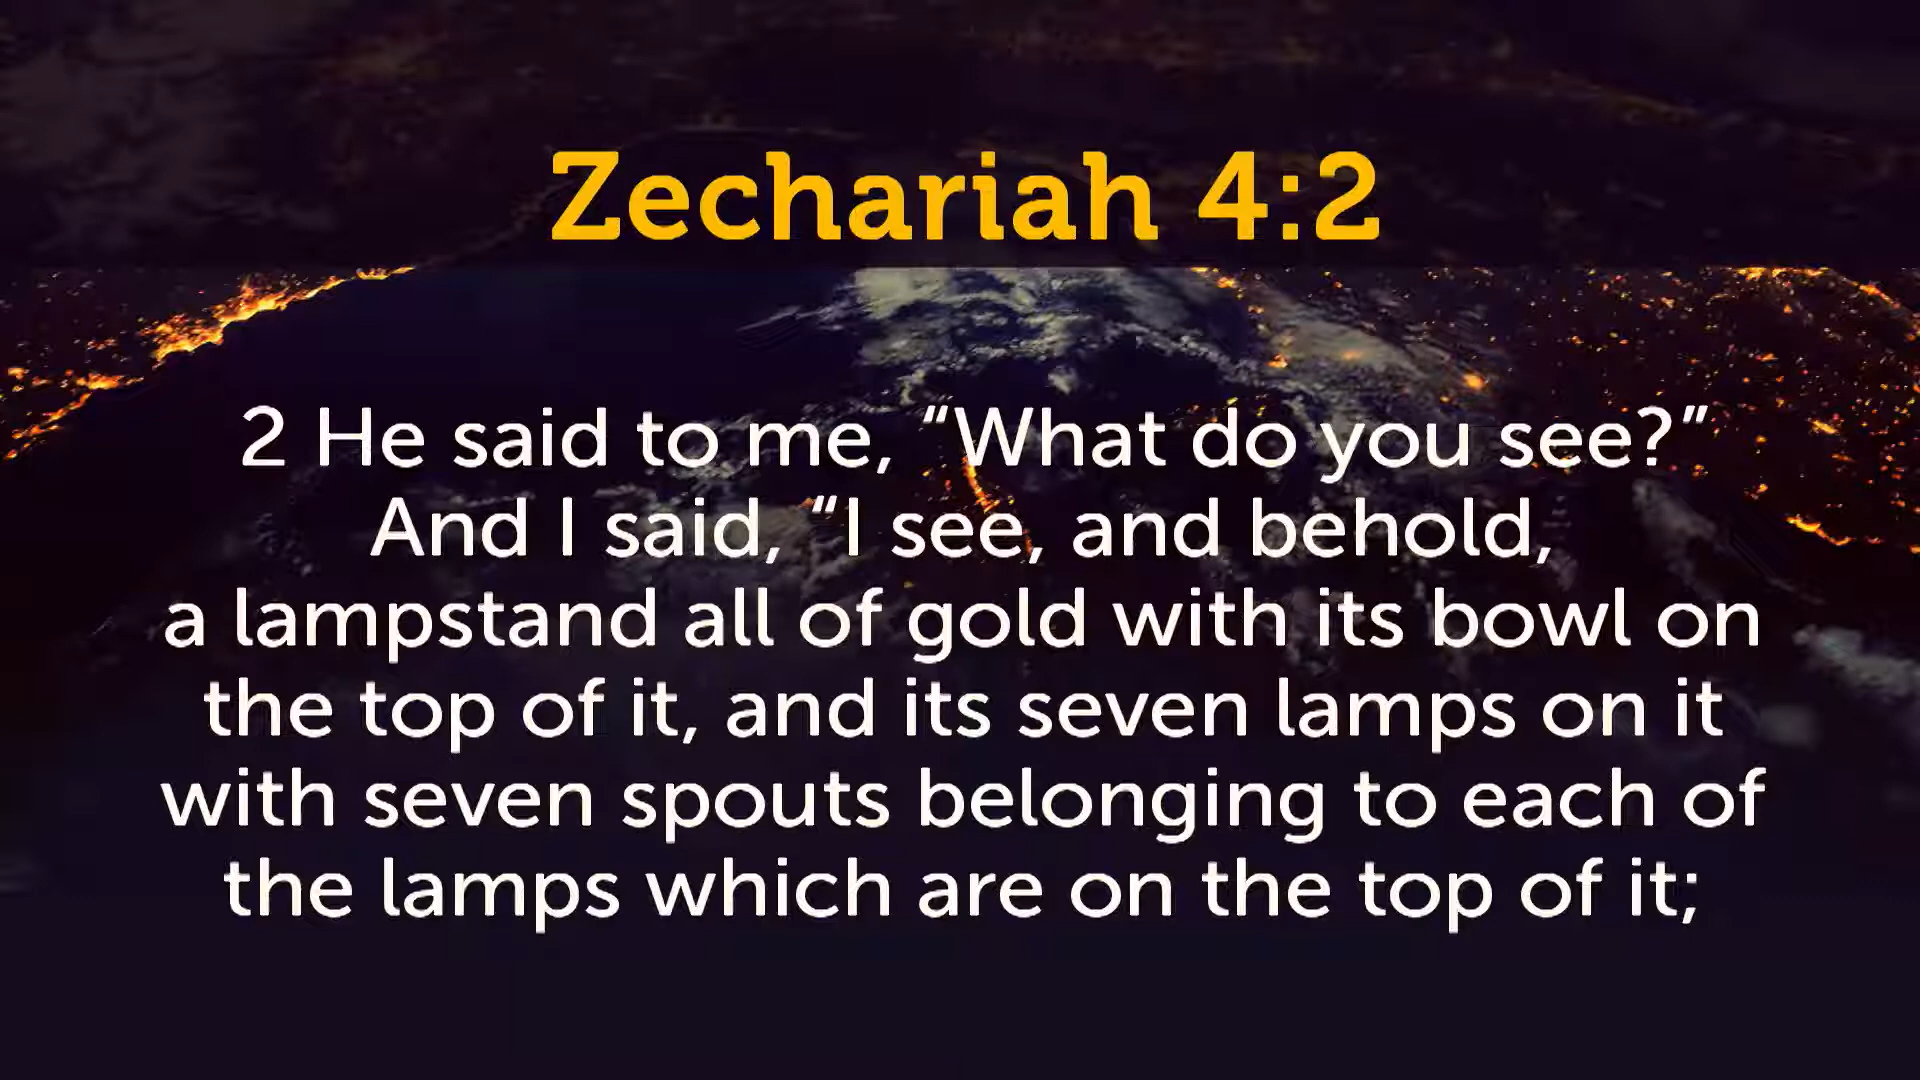 Zechariah 4:2
2 He said to me, “What do you see?”
And I said, “I see, and behold,
a lampstand all of gold with its bowl on
the top of it, and its seven lamps on it
with seven spouts belonging to each of
the lamps which are on the top of it;